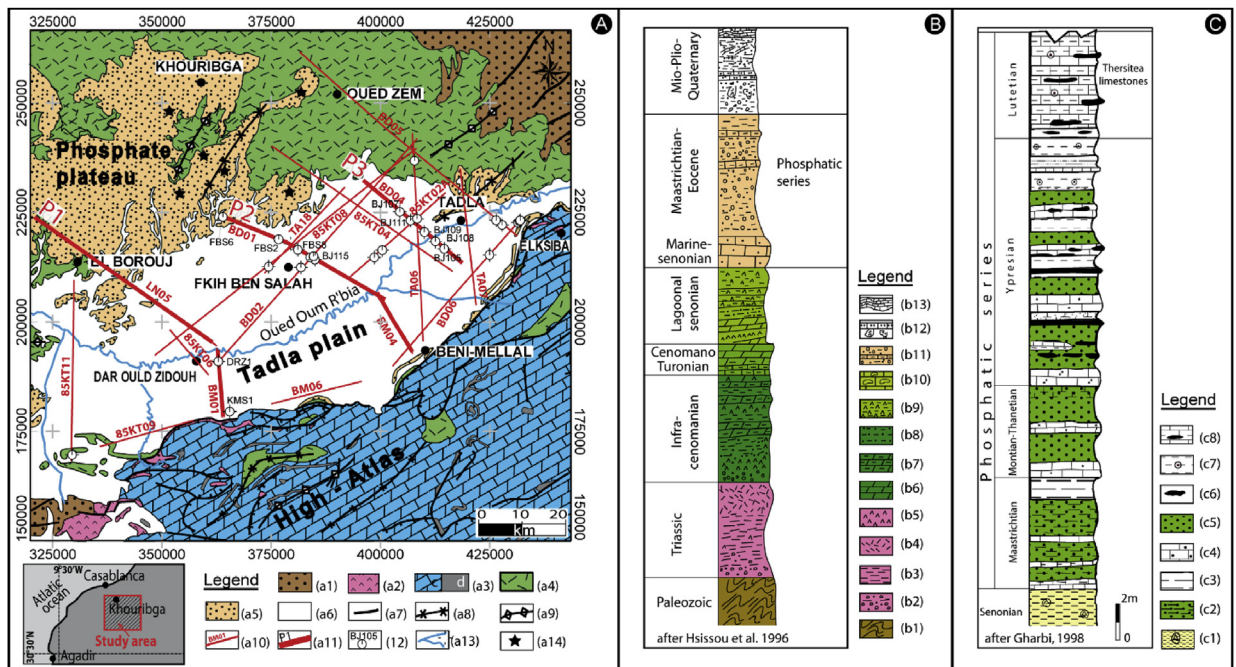 A
325000 350000 375000 400000 425000
250000
225000
200000
175000
150000
250000
225000
200000
175000
150000
KHOURIBGA
OUED ZEM
BD05
Phosphate
plateau
P1
P2
P3
BD04
85KT02A
TADLA
BJ111
BJ109
BJ108
BJ105
TA18
85KT08
85KT04
BD01
FBS6
FBS2
FBS8
BJ115
ELKSIBA
EL BOROUJ
LN05
FKIH BEN SALAH
BD02
Oued Oum R'bia
TA06
BD06
BM04
BENI-MELLAL
Tadla plain
85KT06
DAR OULD ZIDOUH
DRZ1
BM01
KMS1
BM06
85KT11
85KT09
High - Atlas
0 10 20
km
325000 350000 375000 400000 425000
9°30'W
Casablanca
Atlatic
ocean
Khouribga
Study area
Agadir
30°30'N
Legend
(a1) (a2) d (a3) (a4)
(a5) (a6) (a7) (a8) (a9)
BM01 (a10) P1 (a11) BJ105 (12) (a13) (a14)
B
Mio-Plio-
Quaternary
Maastrichtian-
Eocene
Phosphatic
series
Marine-
senonian
Lagoonal
senonian
Cenomano
Turonian
Infra-
cenomanian
Triassic
Paleozoic
after Hsissou et al. 1996
Legend
(b13)
(b12)
(b11)
(b10)
(b9)
(b8)
(b7)
(b6)
(b5)
(b4)
(b3)
(b2)
(b1)
C
Lutetian
Thersitea
limestones
Phosphatic series
Ypresian
Montian-Thanetian
Maastrichtian
Senonian
2m
0
after Gharbi, 1998
Legend
(c8)
(c7)
(c6)
(c5)
(c4)
(c3)
(c2)
(c1)